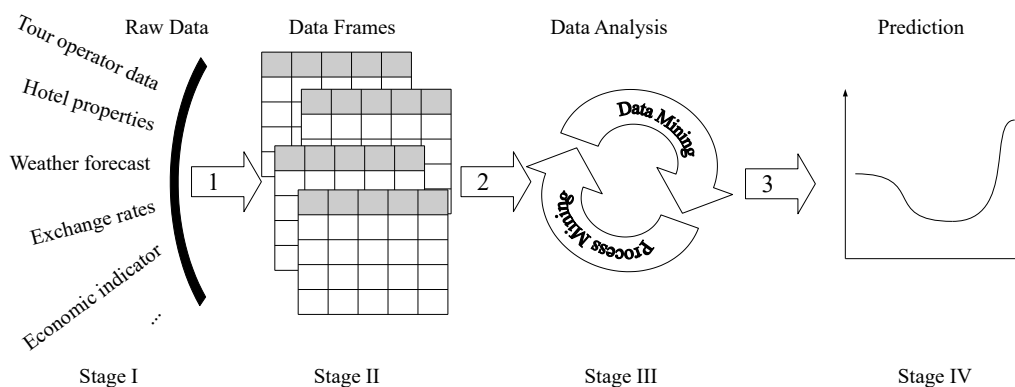 Raw Data
Data Frames
Data Analysis
Prediction
Tour operator data
Hotel properties
Weather forecast
Exchange rates
Economic indicator
...
1
2
Data Mining
Process Mining
3
Stage I
Stage II
Stage III
Stage IV